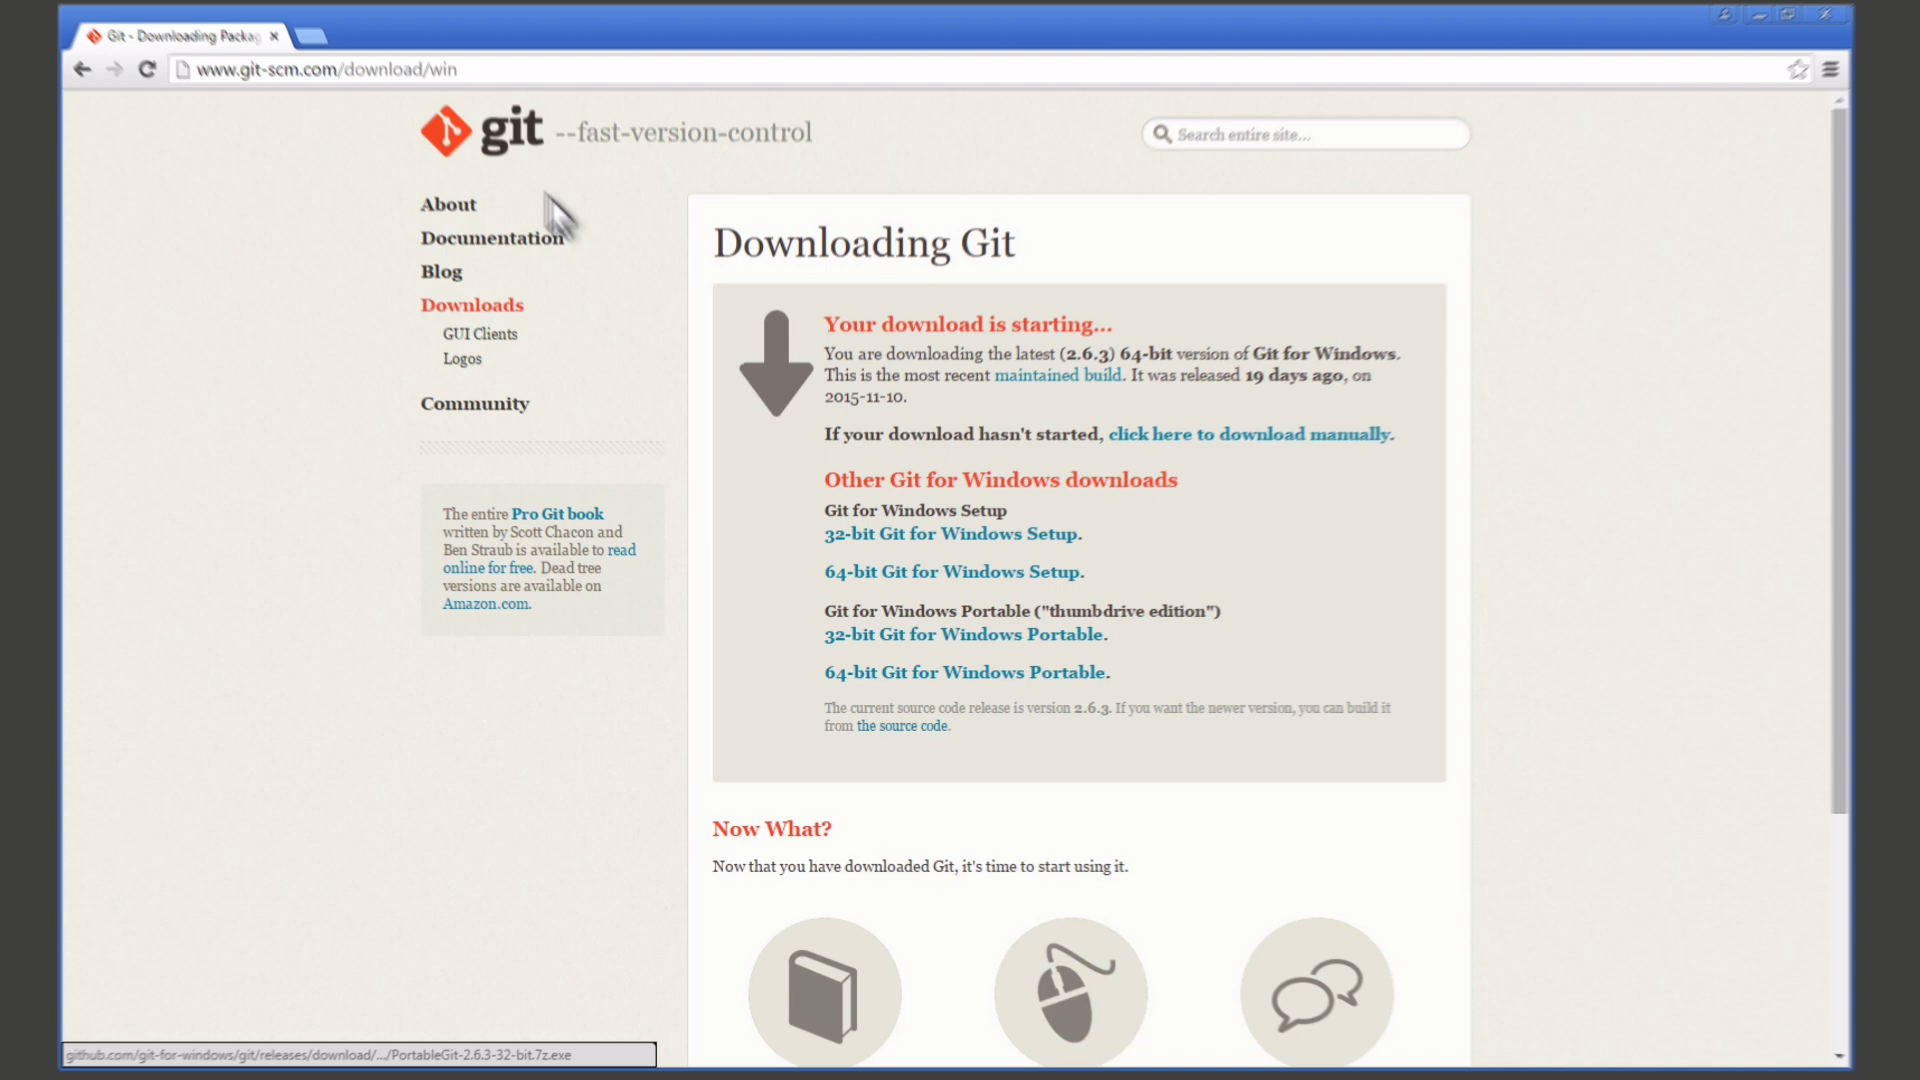 Git - Downloading Packag
www.git-scm.com/download/win
git --fast-version-control
Search entire site...
About
Documentation
Blog
Downloads
GUI Clients
Logos
Community
The entire Pro Git book
written by Scott Chacon and
Ben Straub is available to read
online for free. Dead tree
versions are available on
Amazon.com.
Downloading Git
Your download is starting...
You are downloading the latest (2.6.3) 64-bit version of Git for Windows.
This is the most recent maintained build. It was released 19 days ago, on
2015-11-10.
If your download hasn't started, click here to download manually.
Other Git for Windows downloads
Git for Windows Setup
32-bit Git for Windows Setup.
64-bit Git for Windows Setup.
Git for Windows Portable ("thumbdrive edition")
32-bit Git for Windows Portable.
64-bit Git for Windows Portable.
The current source code release is version 2.6.3. If you want the newer version, you can build it
from the source code.
Now What?
Now that you have downloaded Git, it's time to start using it.
github.com/git-for-windows/git/releases/download/.../PortableGit-2.6.3-32-bit.7z.exe